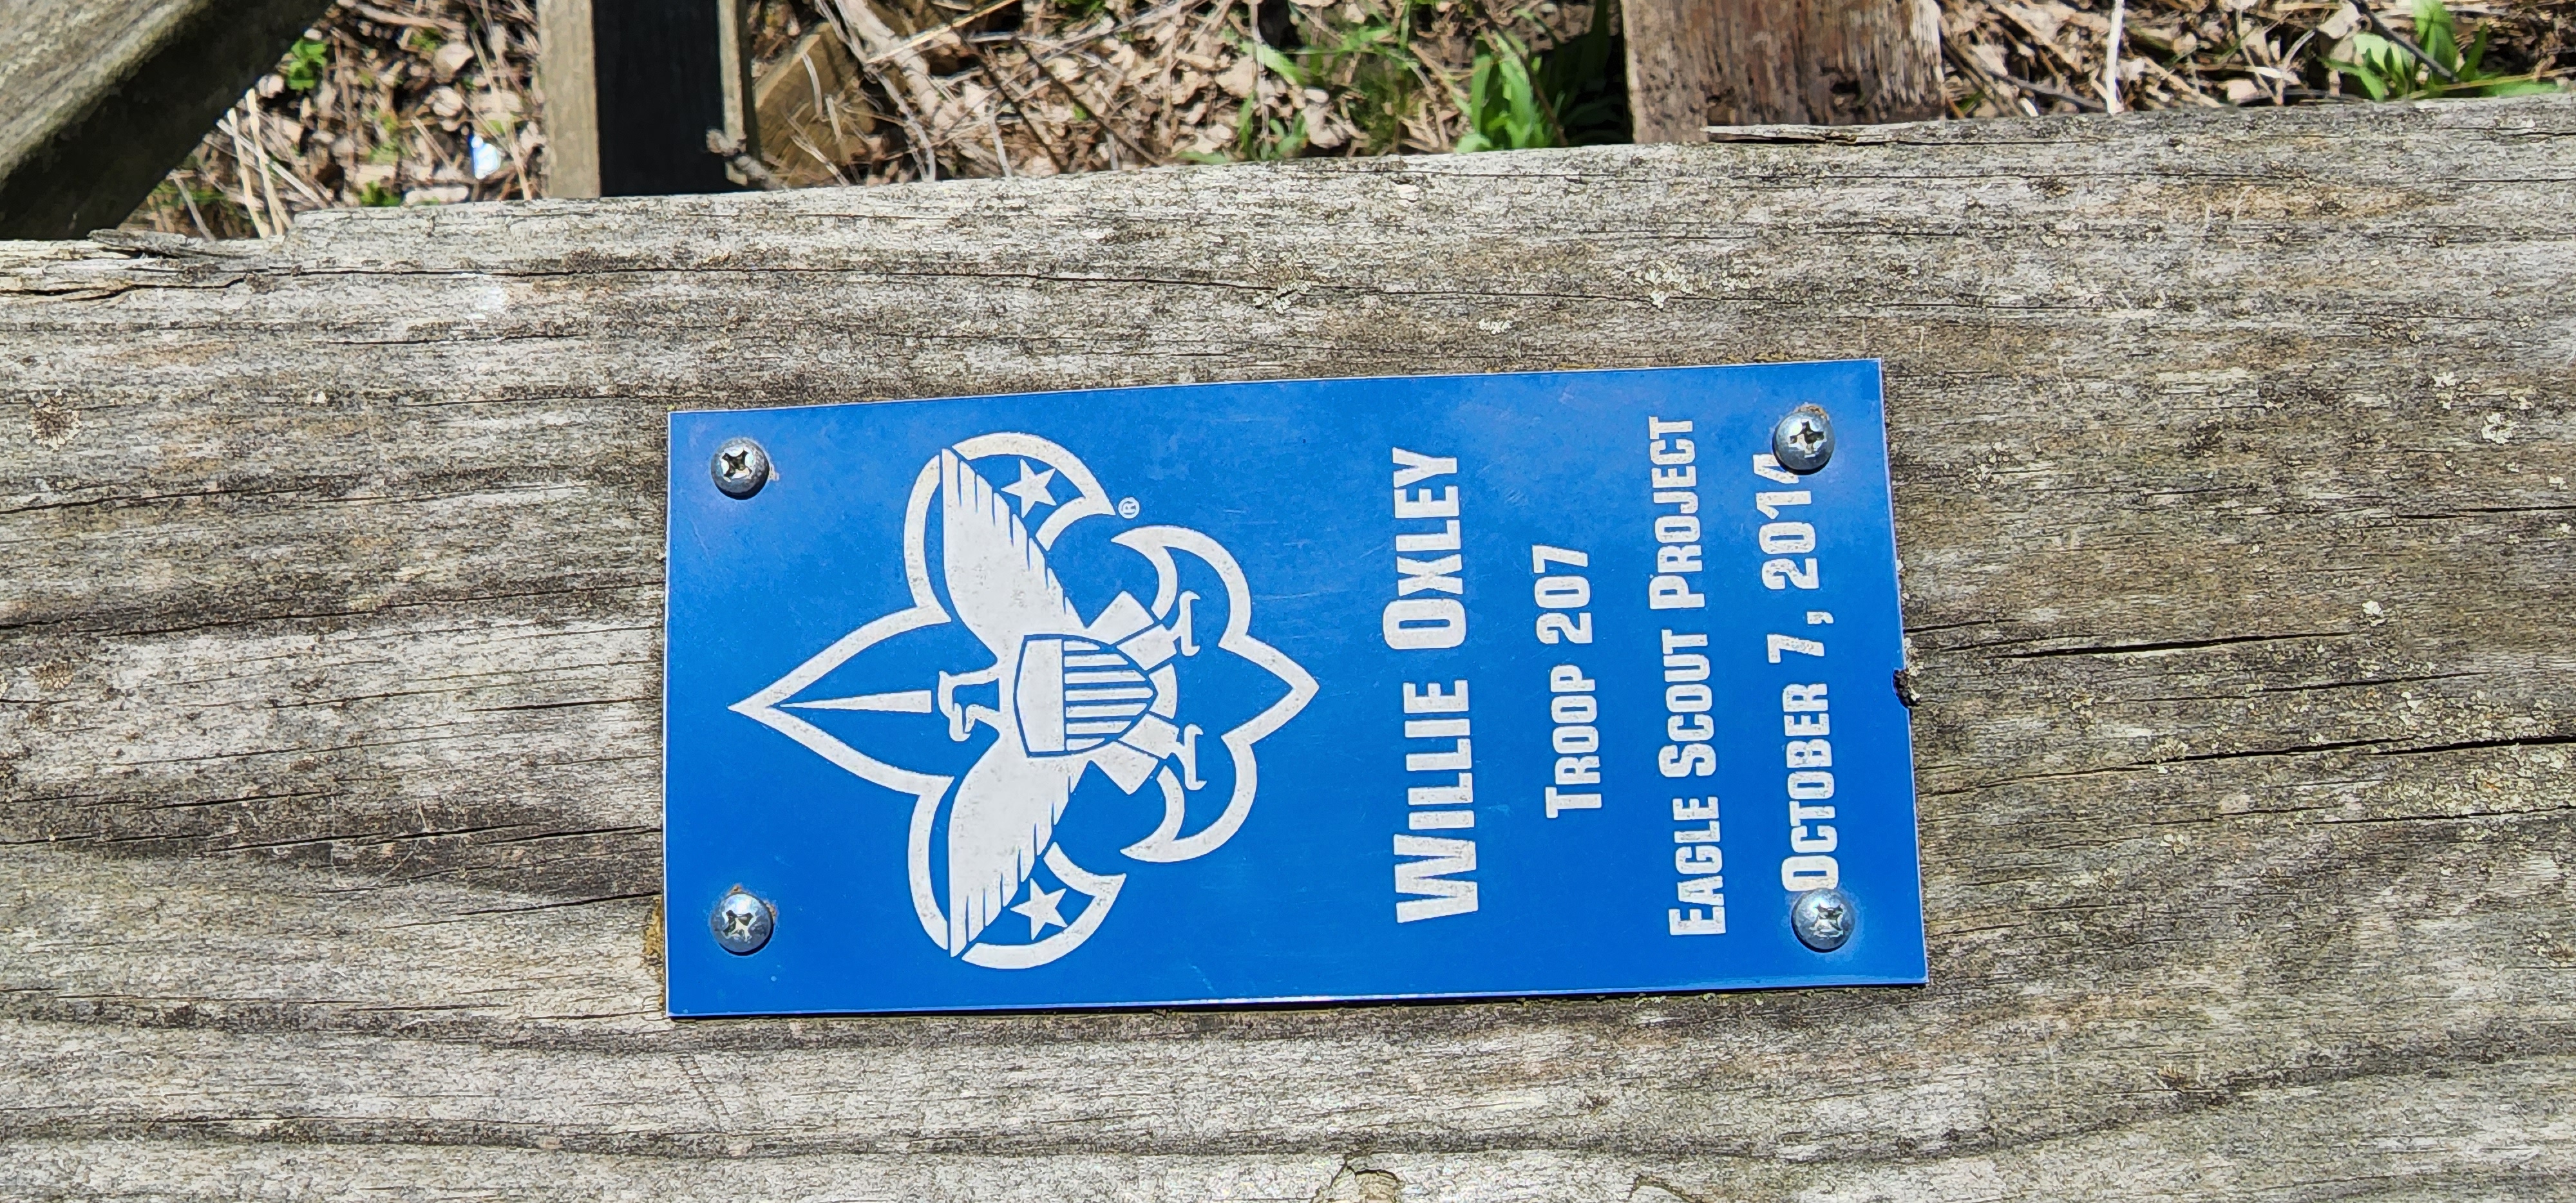 ®
WILLIE OXLEY
TROOP 207
EAGLE SCOUT PROJECT
OCTOBER 7, 2014